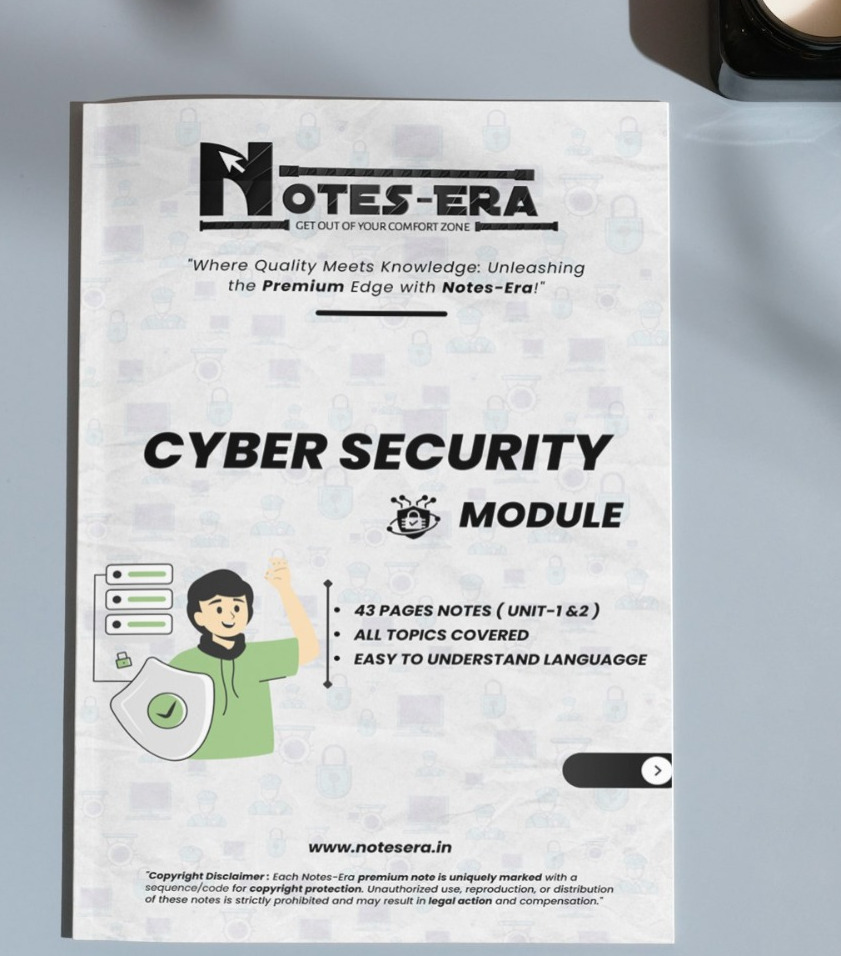 NOTES-ERA
GET OUT OF YOUR COMFORT ZONE
"Where Quality Meets Knowledge: Unleashing
the Premium Edge with Notes-Era!"
CYBER SECURITY
MODULE
• 43 PAGES NOTES ( UNIT-1 &2 )
• ALL TOPICS COVERED
• EASY TO UNDERSTAND LANGUAGGE
www.notesera.in
"Copyright Disclaimer : Each Notes-Era premium note is uniquely marked with a
sequence/code for copyright protection. Unauthorized use, reproduction, or distribution
of these notes is strictly prohibited and may result in legal action and compensation."